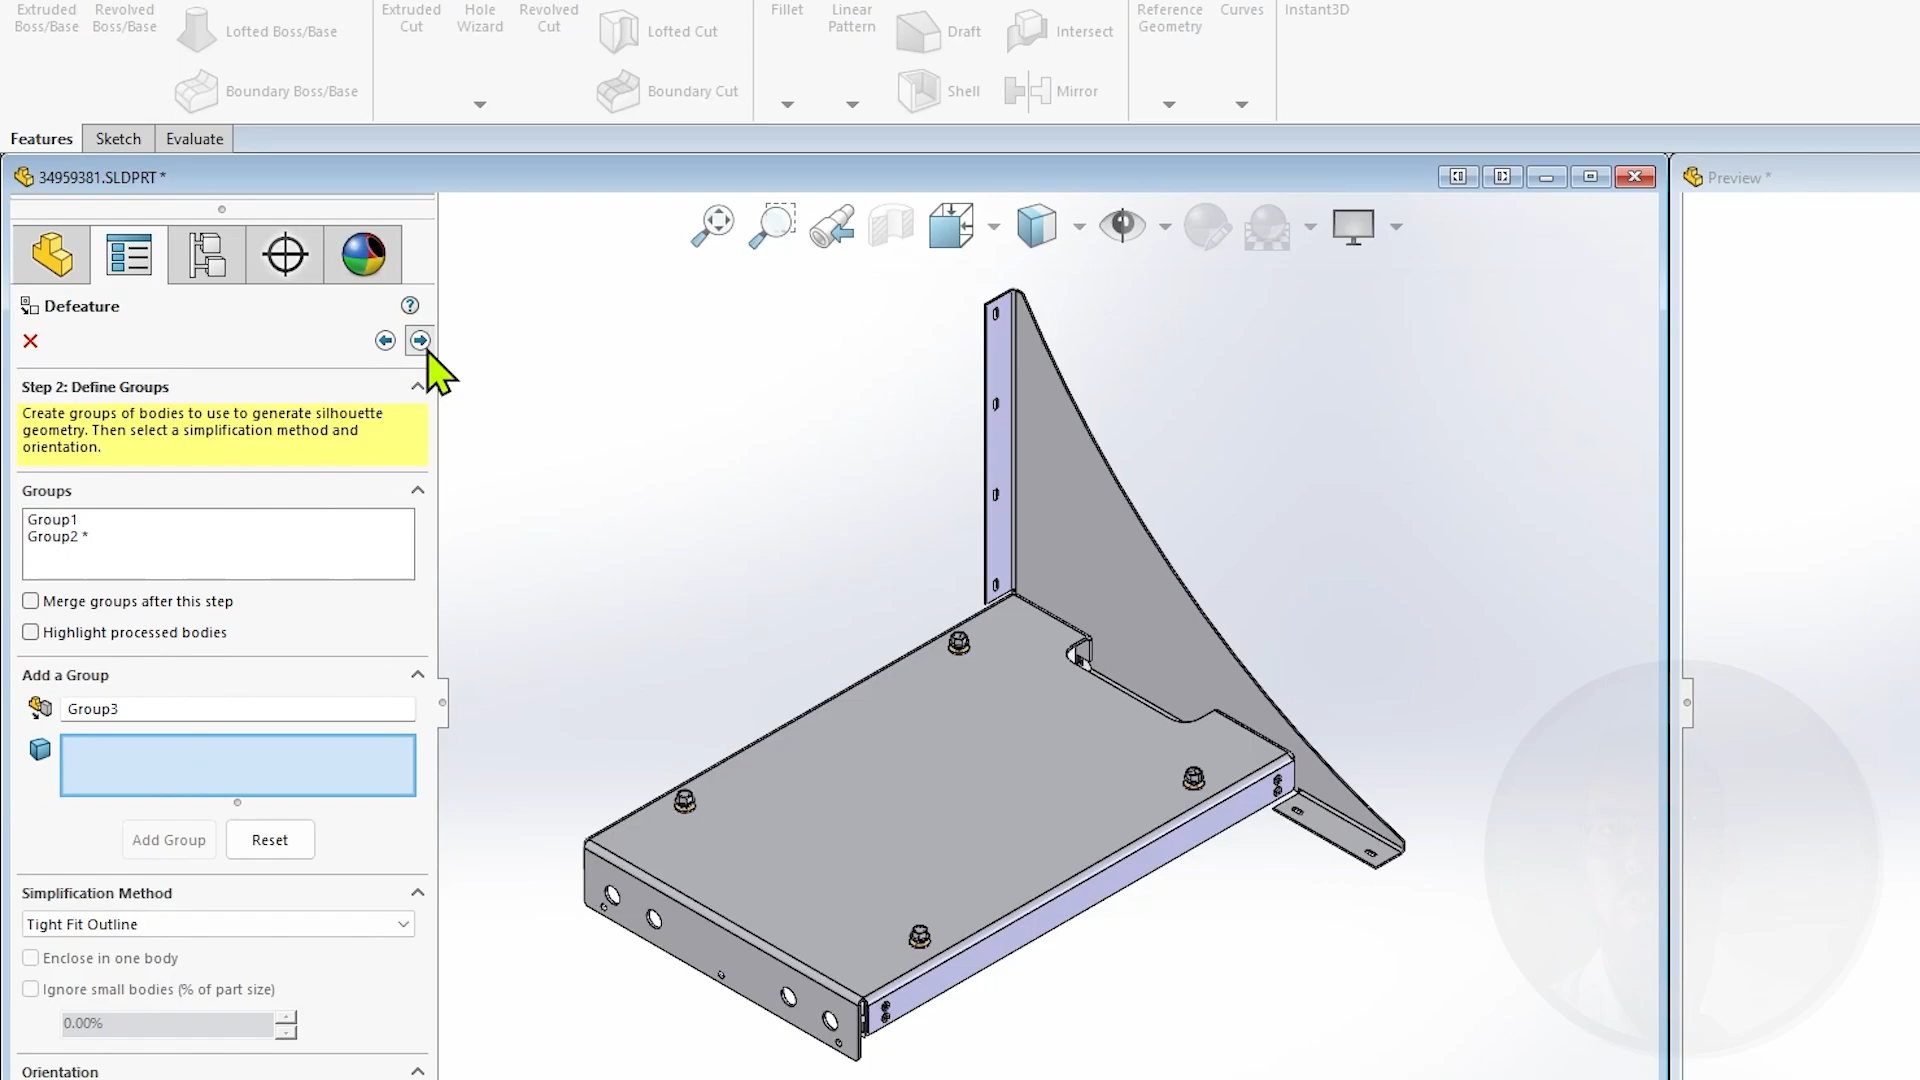 Extruded
Boss/Base
Revolved
Boss/Base
Lofted Boss/Base
Boundary Boss/Base
Extruded
Cut
Hole
Wizard
Revolved
Cut
Lofted Cut
Boundary Cut
Fillet
Linear
Pattern
Draft
Shell
Intersect
Mirror
Reference
Geometry
Curves
Instant3D
Features
Sketch
Evaluate
34959381.SLDPRT *
Preview *
Defeature
Step 2: Define Groups
Create groups of bodies to use to generate silhouette
geometry. Then select a simplification method and
orientation.
Groups
Group1
Group2 *
Merge groups after this step
Highlight processed bodies
Add a Group
Group3
Add Group
Reset
Simplification Method
Tight Fit Outline
Enclose in one body
Ignore small bodies (% of part size)
0.00%
Orientation